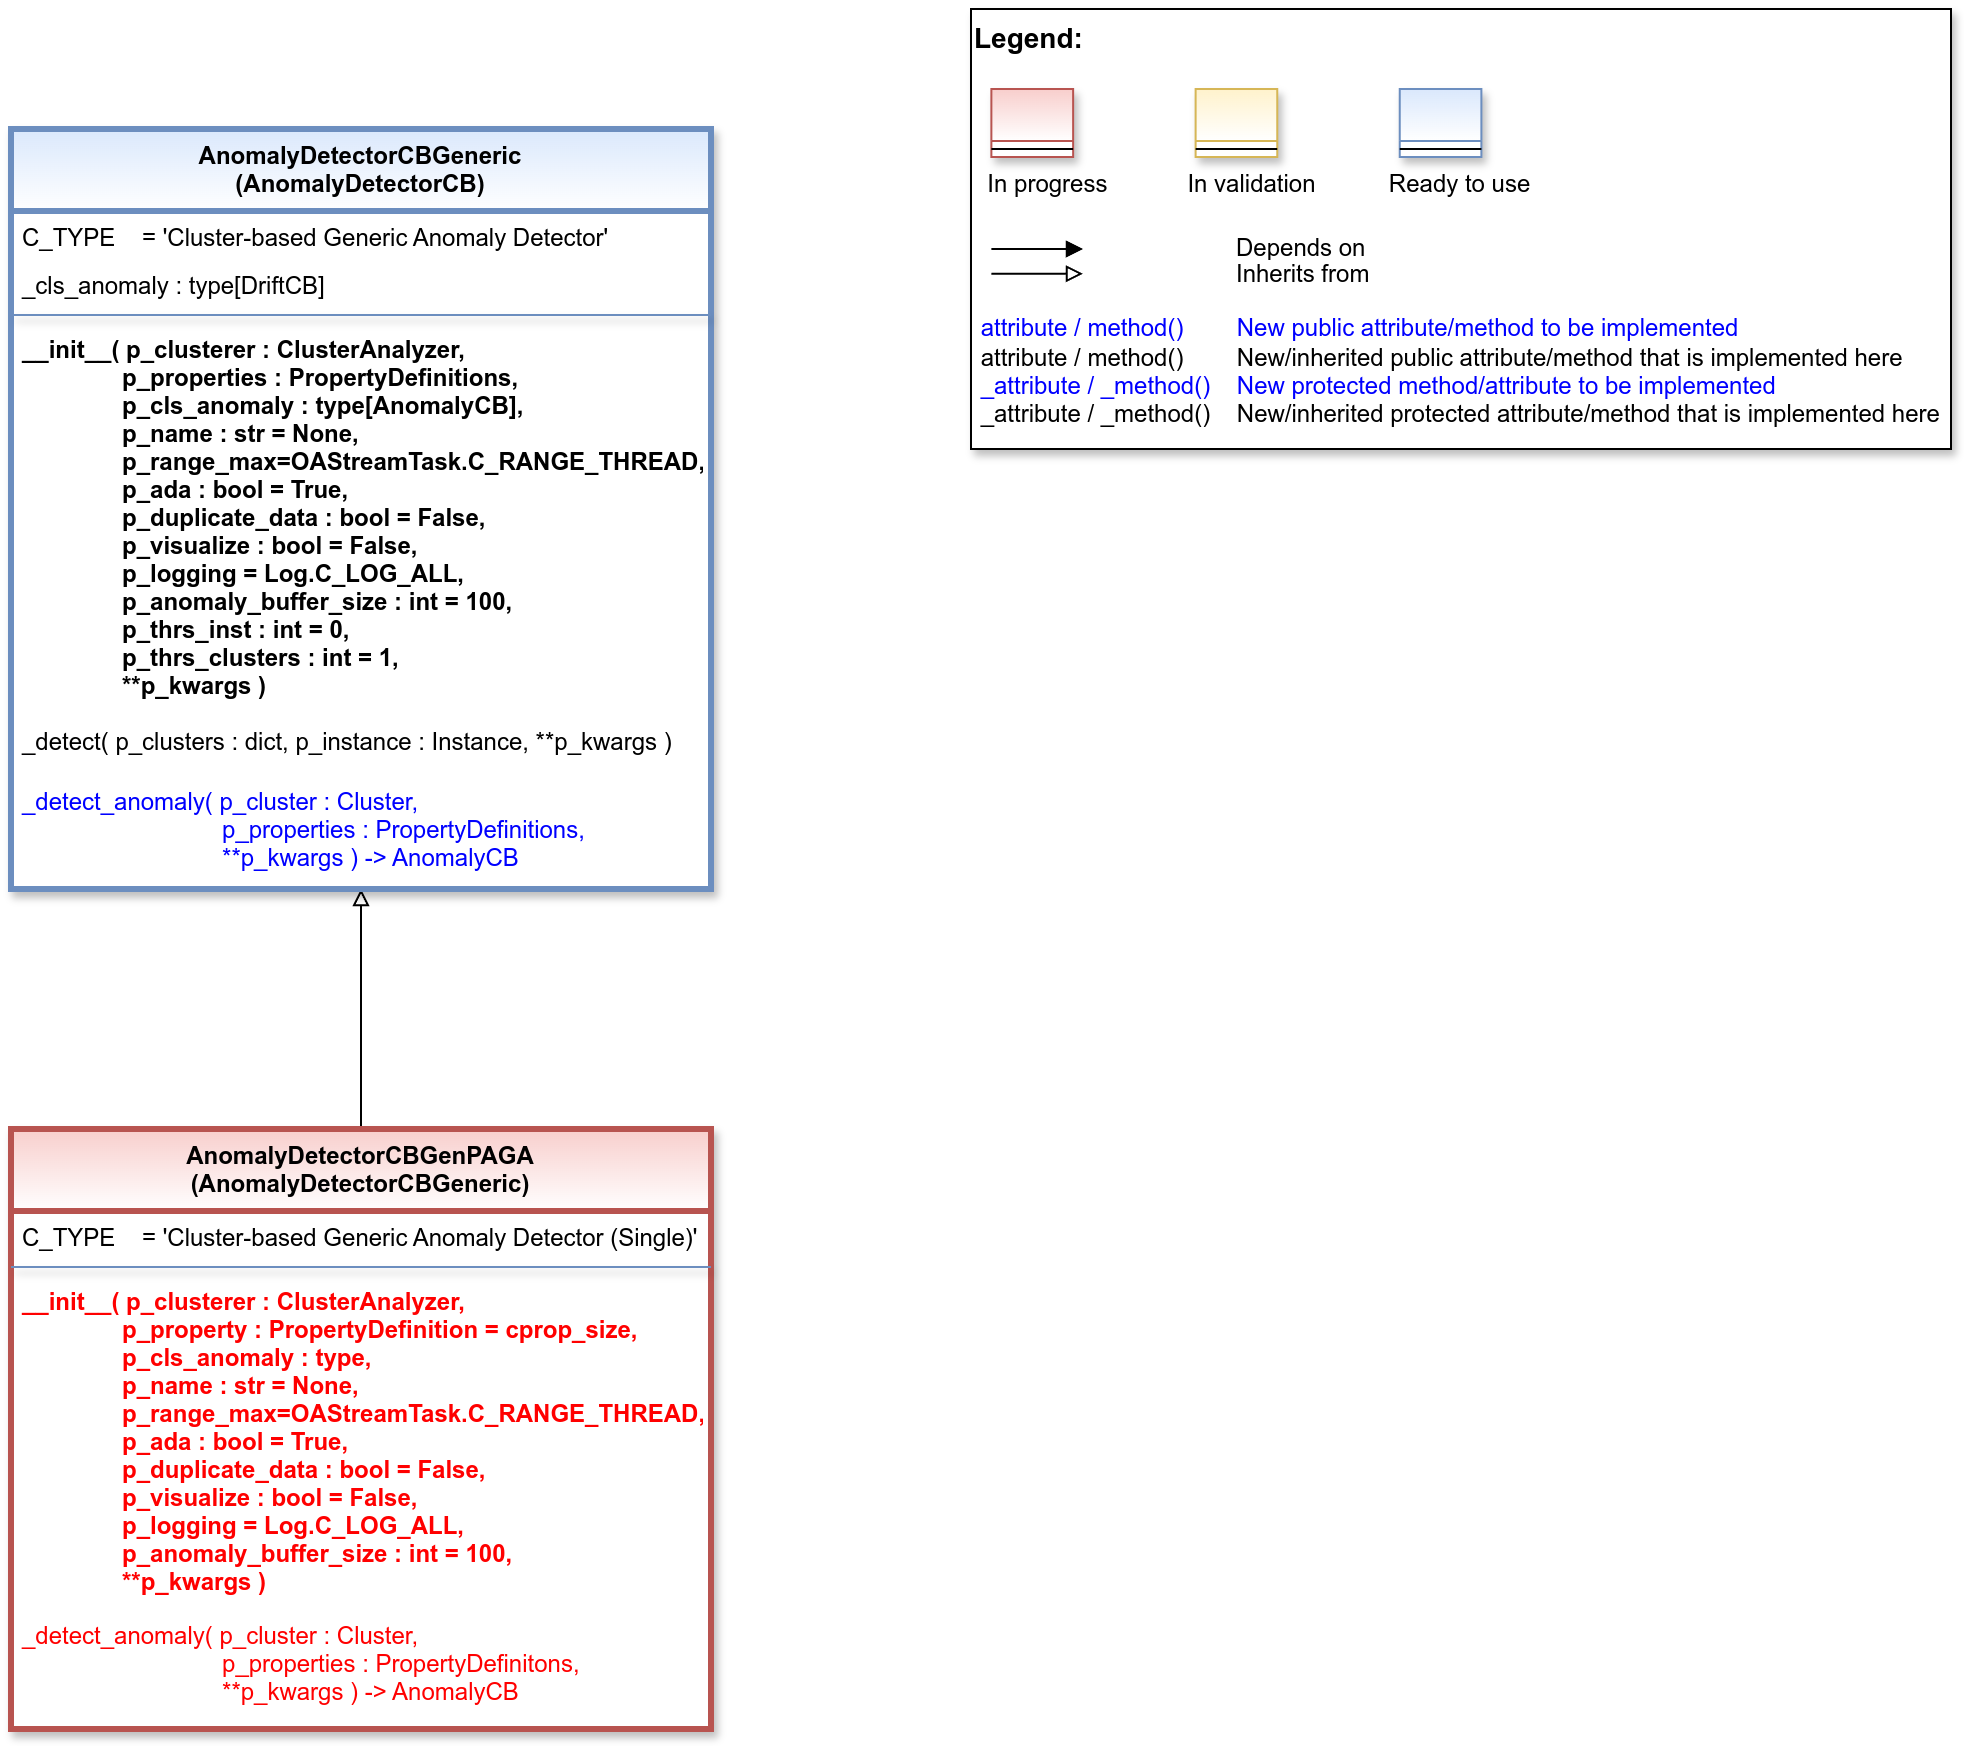 Legend:
In progress
In validation
Ready to use
Depends on
Inherits from
attribute / method() New public attribute/method to be implemented
attribute / method() New/inherited public attribute/method that is implemented here
_attribute / _method() New protected method/attribute to be implemented
_attribute / _method() New/inherited protected attribute/method that is implemented here
AnomalyDetectorCBGeneric
(AnomalyDetectorCB)
C_TYPE = 'Cluster-based Generic Anomaly Detector'
_cls_anomaly : type[DriftCB]
__init__( p_clusterer : ClusterAnalyzer,
p_properties : PropertyDefinitions,
p_cls_anomaly : type[AnomalyCB],
p_name : str = None,
p_range_max=OAStreamTask.C_RANGE_THREAD,
p_ada : bool = True,
p_duplicate_data : bool = False,
p_visualize : bool = False,
p_logging = Log.C_LOG_ALL,
p_anomaly_buffer_size : int = 100,
p_thrs_inst : int = 0,
p_thrs_clusters : int = 1,
**p_kwargs )
_detect( p_clusters : dict, p_instance : Instance, **p_kwargs )
_detect_anomaly( p_cluster : Cluster,
p_properties : PropertyDefinitions,
**p_kwargs ) -> AnomalyCB
AnomalyDetectorCBGenPAGA
(AnomalyDetectorCBGeneric)
C_TYPE = 'Cluster-based Generic Anomaly Detector (Single)'
__init__( p_clusterer : ClusterAnalyzer,
p_property : PropertyDefinition = cprop_size,
p_cls_anomaly : type,
p_name : str = None,
p_range_max=OAStreamTask.C_RANGE_THREAD,
p_ada : bool = True,
p_duplicate_data : bool = False,
p_visualize : bool = False,
p_logging = Log.C_LOG_ALL,
p_anomaly_buffer_size : int = 100,
**p_kwargs )
_detect_anomaly( p_cluster : Cluster,
p_properties : PropertyDefinitons,
**p_kwargs ) -> AnomalyCB